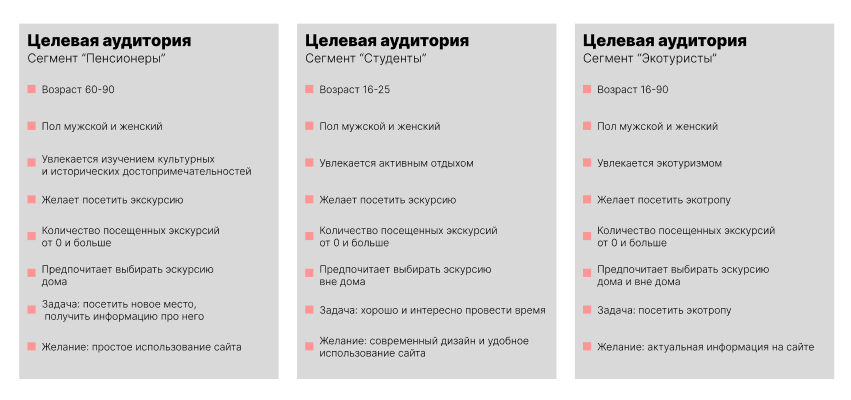 Целевая аудитория
Сегмент “Пенсионеры”
Возраст 60-90
Пол мужской и женский
Увлекается изучением культурных
и исторических достопримечательностей
Желает посетить экскурсию
Количество посещенных экскурсий
от 0 и больше
Предпочитает выбирать эскурсию
дома
Задача: посетить новое место,
получить информацию про него
Желание: простое использование сайта
Целевая аудитория
Сегмент “Студенты”
Возраст 16-25
Пол мужской и женский
Увлекается активным отдыхом
Желает посетить эскурсию
Количество посещенных экскурсий
от 0 и больше
Предпочитает выбирать эскурсию
вне дома
Задача: хорошо и интересно провести время
Желание: современный дизайн и удобное
использование сайта
Целевая аудитория
Сегмент “Экотуристы”
Возраст 16-90
Пол мужской и женский
Увлекается экотуризмом
Желает посетить экотропу
Количество посещенных экскурсий
от 0 и больше
Предпочитает выбирать эскурсию
дома и вне дома
Задача: посетить экотропу
Желание: актуальная информация на сайте